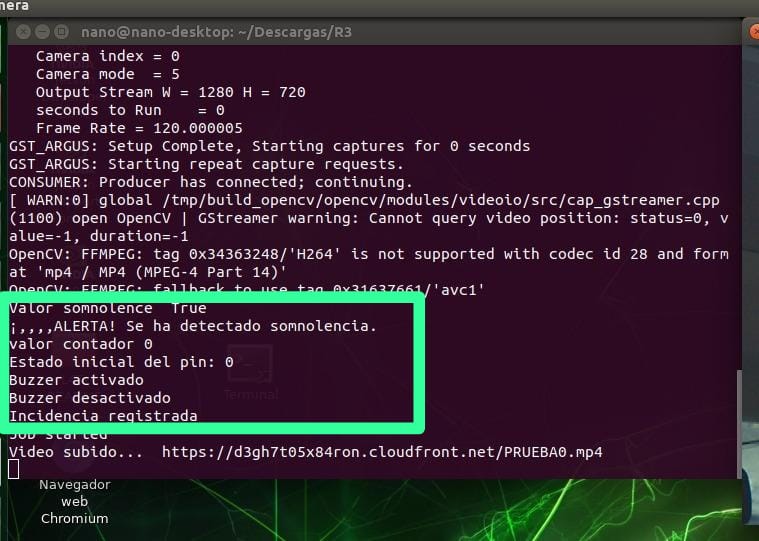 mera
nano@nano-desktop: ~/Descargas/R3
Camera index = 0
Camera mode  = 5
Output Stream W = 1280 H = 720
seconds to Run    = 0
Frame Rate = 120.000005
GST_ARGUS: Setup Complete, Starting captures for 0 seconds
GST_ARGUS: Starting repeat capture requests.
CONSUMER: Producer has connected; continuing.
[ WARN:0] global /tmp/build_opencv/opencv/modules/videoio/src/cap_gstreamer.cpp
(1100) open OpenCV | GStreamer warning: Cannot query video position: status=0, v
alue=-1, duration=-1
OpenCV: FFMPEG: tag 0x34363248/'H264' is not supported with codec id 28 and form
at 'mp4 / MP4 (MPEG-4 Part 14)'
OpenCV: FFMPEG: fallback to use tag 0x31637661/'avc1'
Valor somnolence  True
¡,,,,ALERTA! Se ha detectado somnolencia.
valor contador 0
Estado inicial del pin: 0
Buzzer activado
Buzzer desactivado
Incidencia registrada
Job started
Video subido...  https://d3gh7t05x84ron.cloudfront.net/PRUEBA0.mp4
Terminal
Navegador
web
Chromium